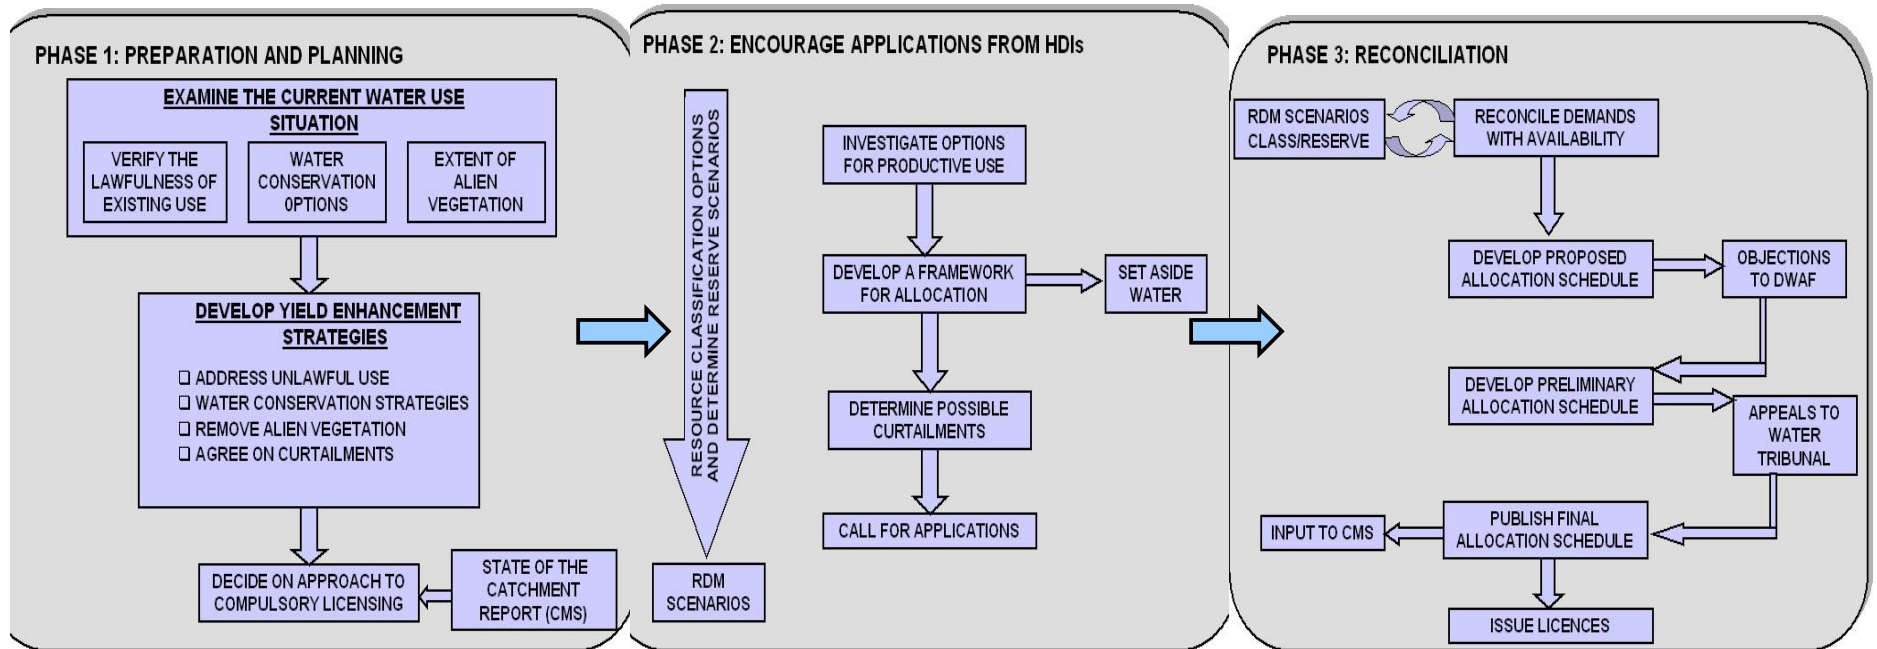 PHASE 1: PREPARATION AND PLANNING
EXAMINE THE CURRENT WATER USE
SITUATION
VERIFY THE
LAWFULNESS OF
EXISTING USE
WATER
CONSERVATION
OPTIONS
EXTENT OF
ALIEN
VEGETATION
DEVELOP YIELD ENHANCEMENT
STRATEGIES
❑ ADDRESS UNLAWFUL USE
❑ WATER CONSERVATION STRATEGIES
❑ REMOVE ALIEN VEGETATION
❑ AGREE ON CURTAILMENTS
DECIDE ON APPROACH TO
COMPULSORY LICENSING
STATE OF THE
CATCHMENT
REPORT (CMS)
PHASE 2: ENCOURAGE APPLICATIONS FROM HDIs
RESOURCE CLASSIFICATION OPTIONS
AND DETERMINE RESERVE SCENARIOS
RDM
SCENARIOS
INVESTIGATE OPTIONS
FOR PRODUCTIVE USE
DEVELOP A FRAMEWORK
FOR ALLOCATION
SET ASIDE
WATER
DETERMINE POSSIBLE
CURTAILMENTS
CALL FOR APPLICATIONS
PHASE 3: RECONCILIATION
RDM SCENARIOS
CLASS/RESERVE
RECONCILE DEMANDS
WITH AVAILABILITY
DEVELOP PROPOSED
ALLOCATION SCHEDULE
OBJECTIONS
TO DWAF
DEVELOP PRELIMINARY
ALLOCATION SCHEDULE
APPEALS TO
WATER
TRIBUNAL
PUBLISH FINAL
ALLOCATION SCHEDULE
INPUT TO CMS
ISSUE LICENCES